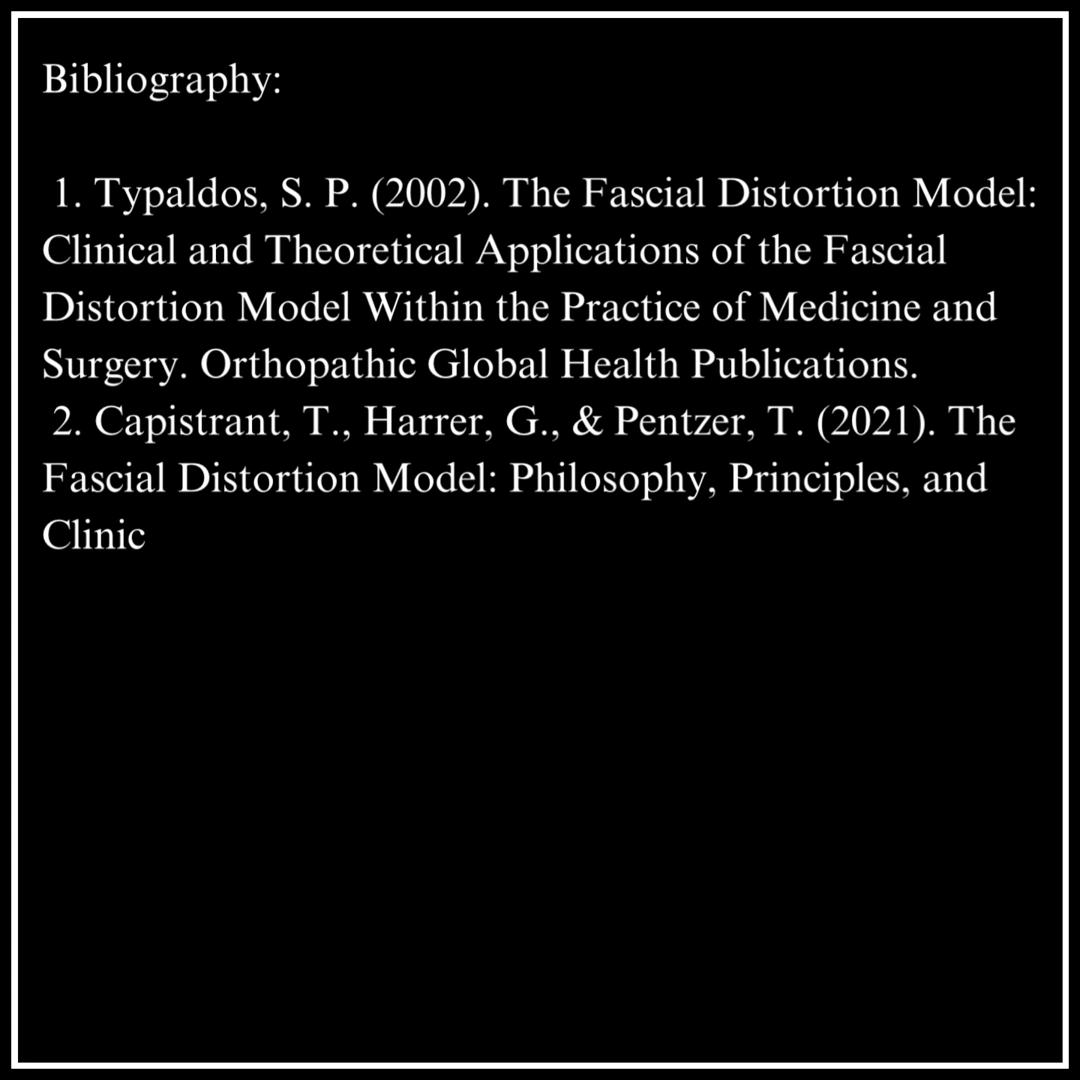 Bibliography:
1. Typaldos, S. P. (2002). The Fascial Distortion Model:
Clinical and Theoretical Applications of the Fascial
Distortion Model Within the Practice of Medicine and
Surgery. Orthopathic Global Health Publications.
2. Capistrant, T., Harrer, G., & Pentzer, T. (2021). The
Fascial Distortion Model: Philosophy, Principles, and
Clinic